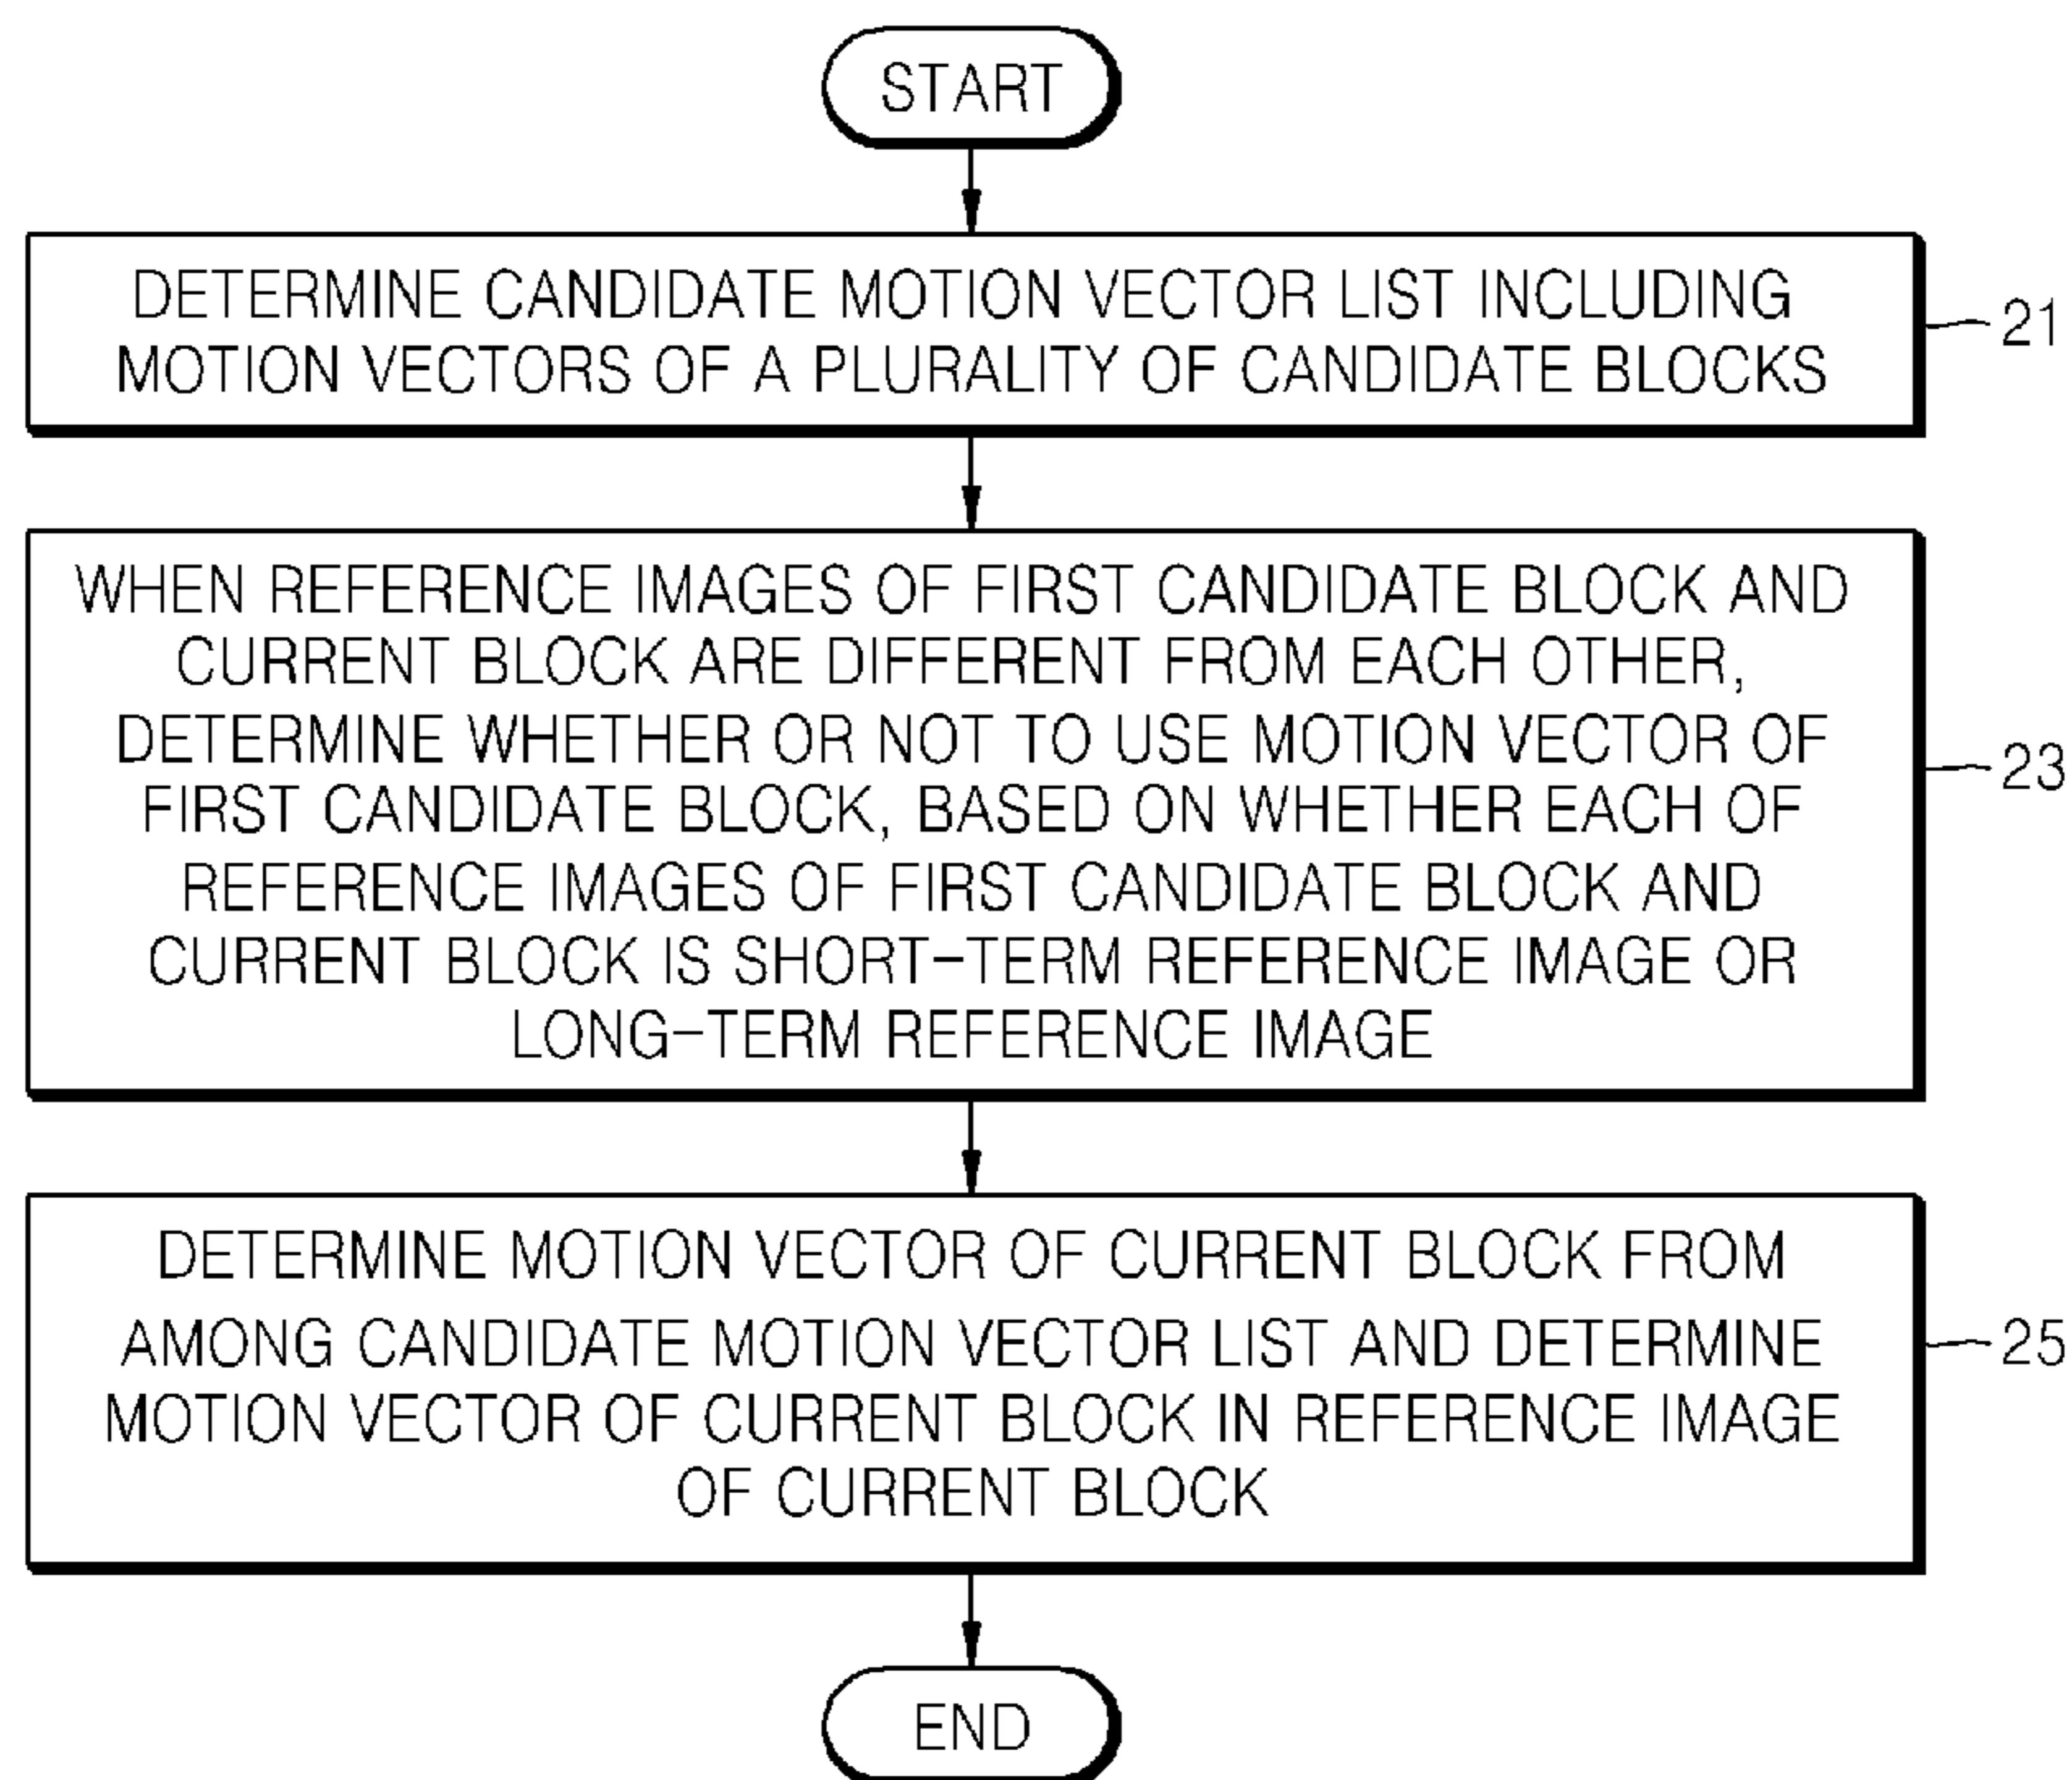 START
DETERMINE CANDIDATE MOTION VECTOR LIST INCLUDING
MOTION VECTORS OF A PLURALITY OF CANDIDATE BLOCKS
21
WHEN REFERENCE IMAGES OF FIRST CANDIDATE BLOCK AND
CURRENT BLOCK ARE DIFFERENT FROM EACH OTHER,
DETERMINE WHETHER OR NOT TO USE MOTION VECTOR OF
FIRST CANDIDATE BLOCK, BASED ON WHETHER EACH OF
REFERENCE IMAGES OF FIRST CANDIDATE BLOCK AND
CURRENT BLOCK IS SHORT-TERM REFERENCE IMAGE OR
LONG-TERM REFERENCE IMAGE
23
DETERMINE MOTION VECTOR OF CURRENT BLOCK FROM
AMONG CANDIDATE MOTION VECTOR LIST AND DETERMINE
MOTION VECTOR OF CURRENT BLOCK IN REFERENCE IMAGE
OF CURRENT BLOCK
25
END